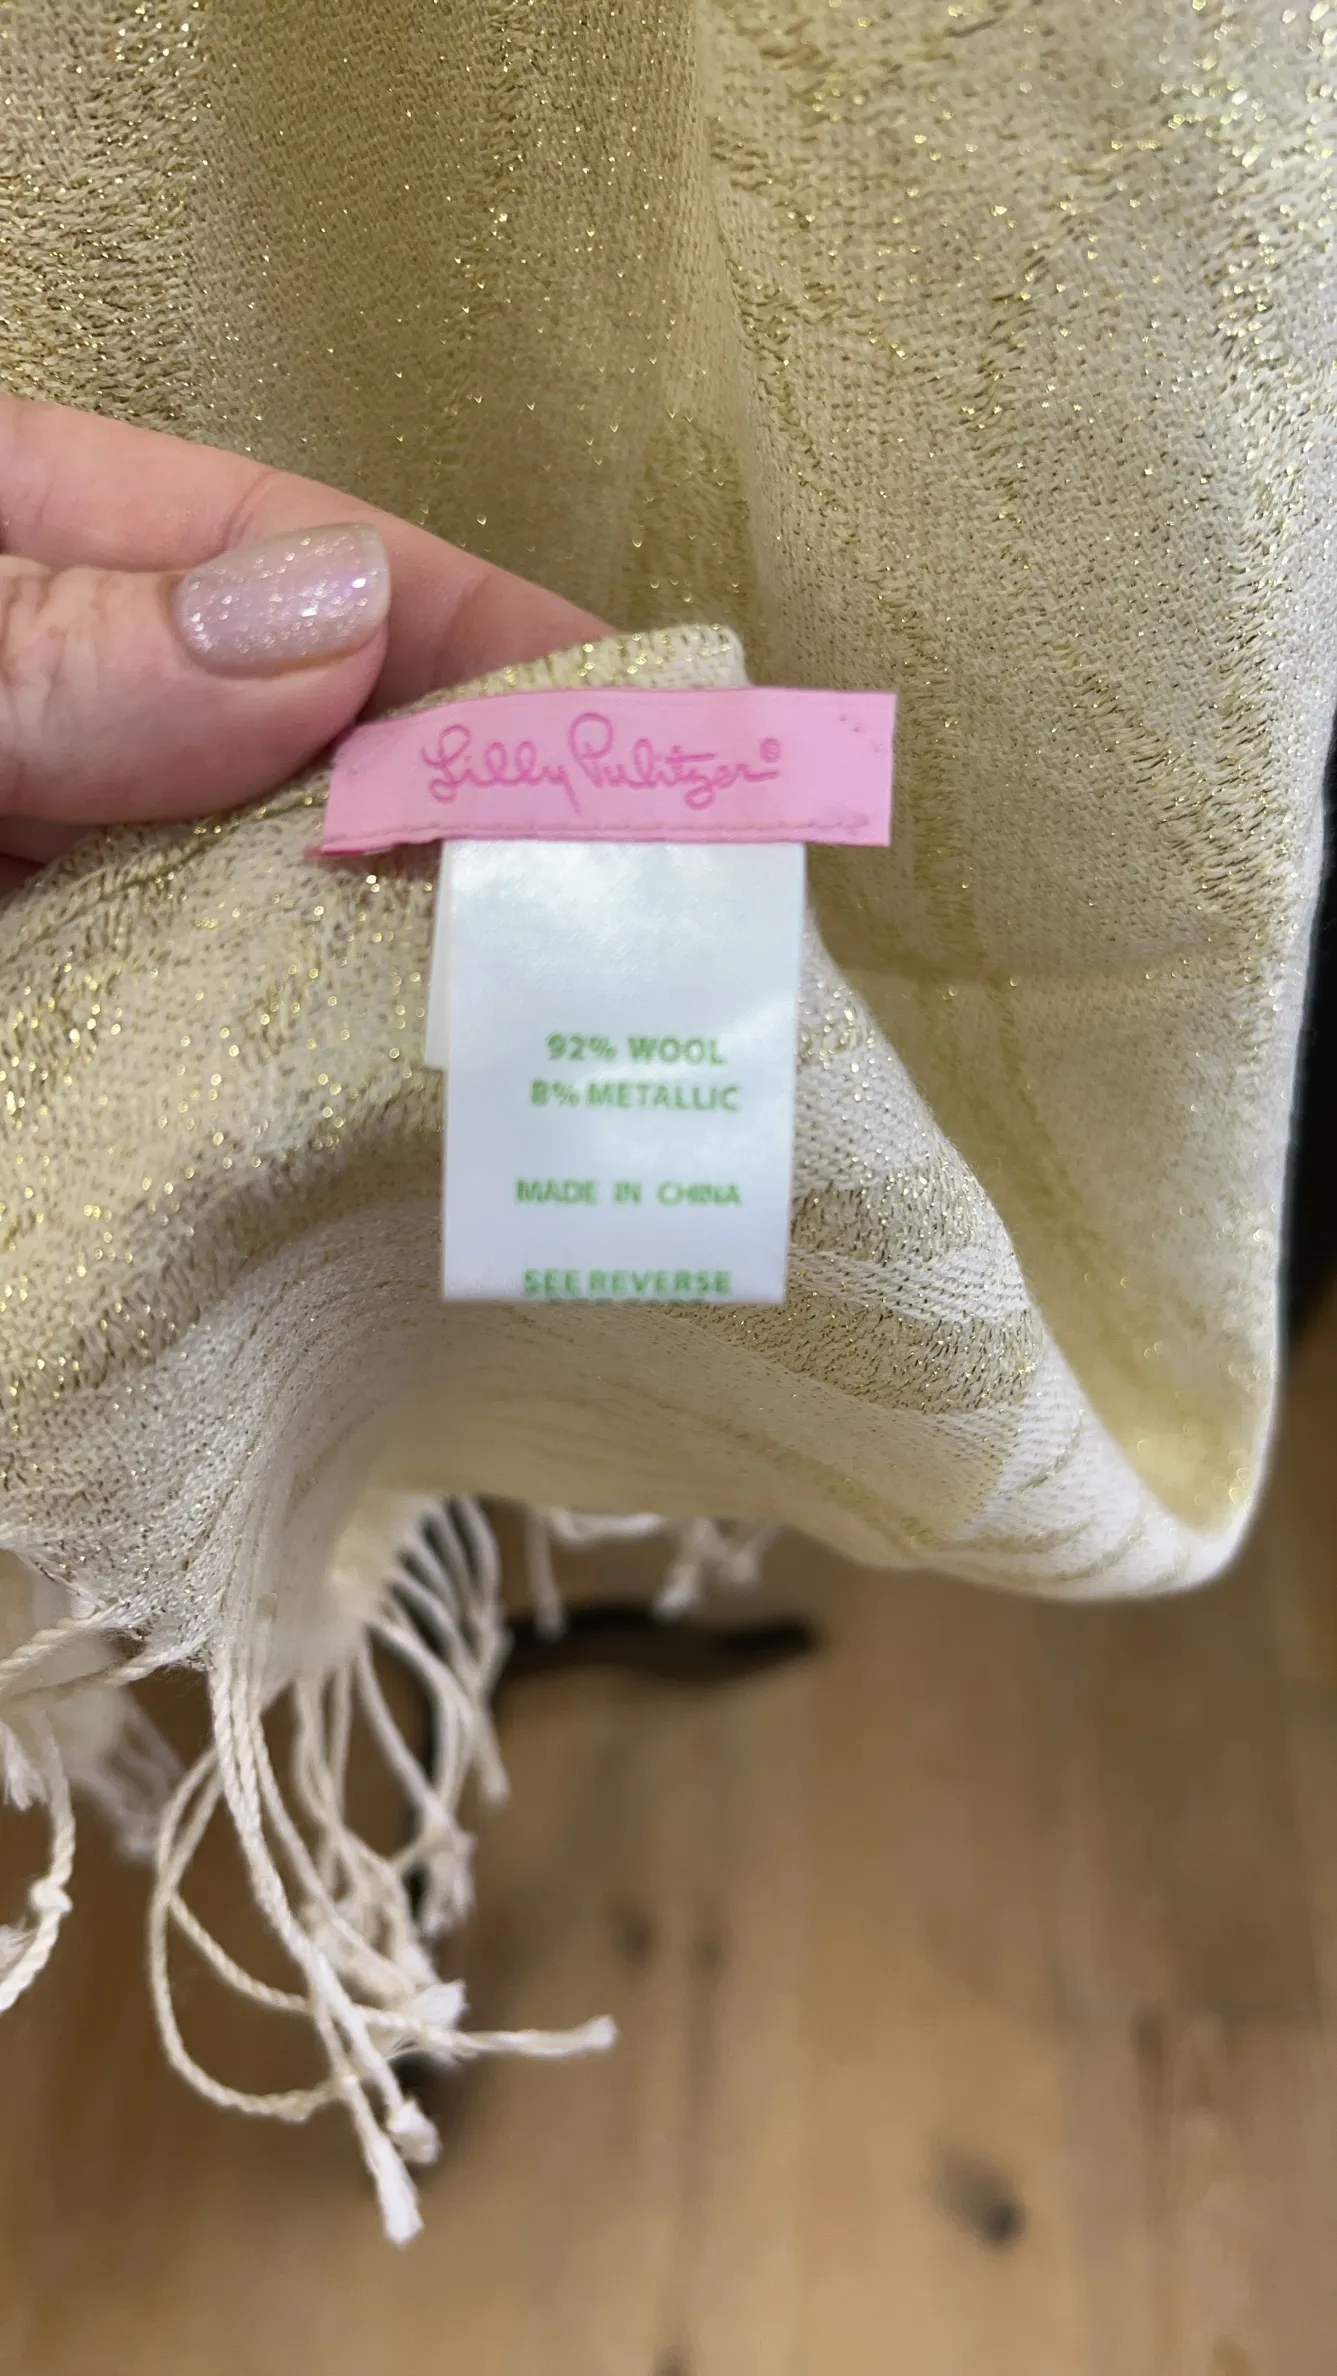 Lilly Pulitzer®
92% WOOL
8% METALLIC
MADE IN CHINA
SEE REVERSE